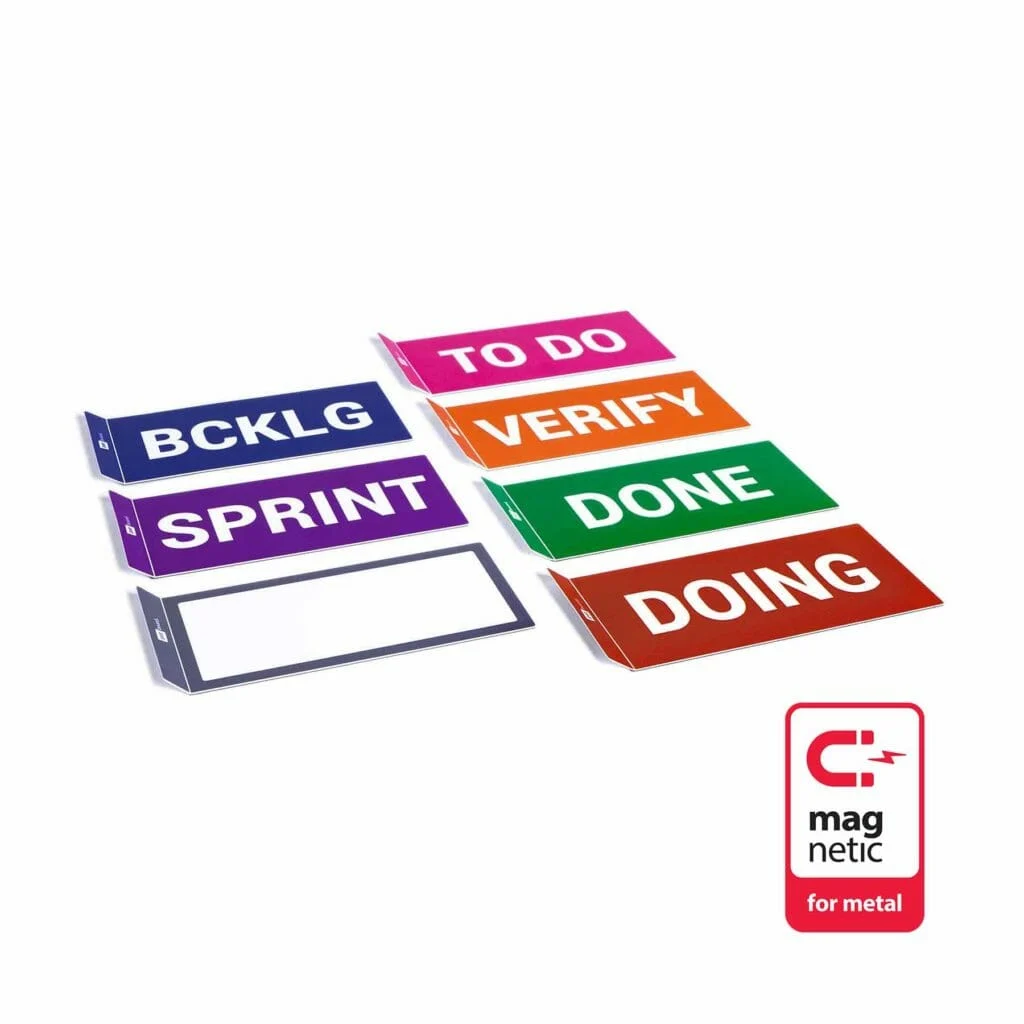 TO DO
BCKLG
VERIFY
SPRINT
DONE
DOING
mag
netic
for metal